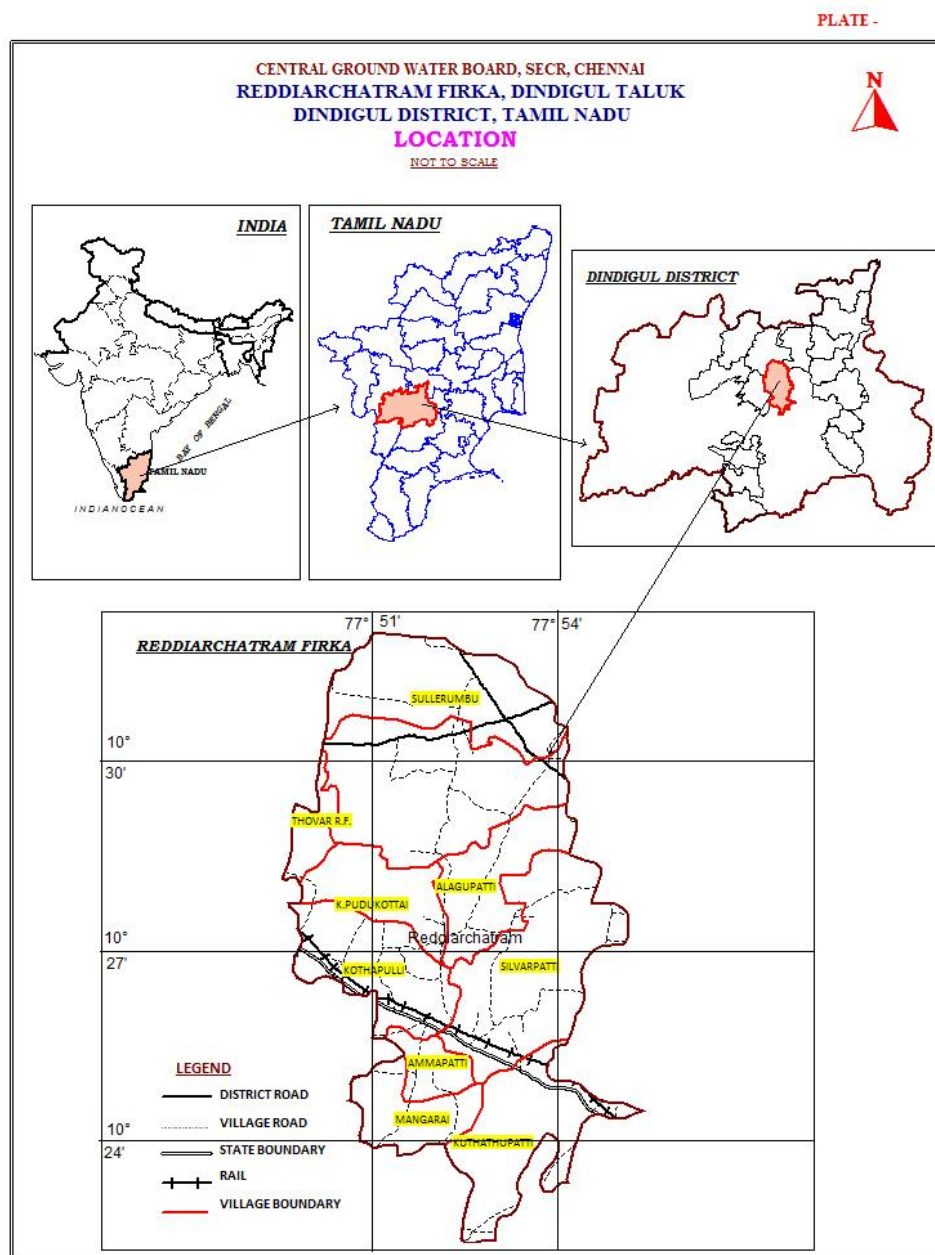 PLATE -
CENTRAL GROUND WATER BOARD, SECR, CHENNAI
REDDIARCHATRAM FIRKA, DINDIGUL TALUK
DINDIGUL DISTRICT, TAMIL NADU
LOCATION
NOT TO SCALE
N
INDIA
BAY OF BENGAL
TAMIL NADU
INDIANOCEAN
TAMIL NADU
DINDIGUL DISTRICT
REDDIARCHATRAM FIRKA
77° 51'
77° 54'
SULLERUMBU
10°
30'
THOVAR R.F.
ALAGUPATTI
K.PUDUKOTTAI
Reddiarchatram
10°
27'
KOTHAPULLI
SILVARPATTI
AMMAPATTI
MANGARAI
KUTHATHUPATTI
10°
24'
LEGEND
DISTRICT ROAD
VILLAGE ROAD
STATE BOUNDARY
RAIL
VILLAGE BOUNDARY